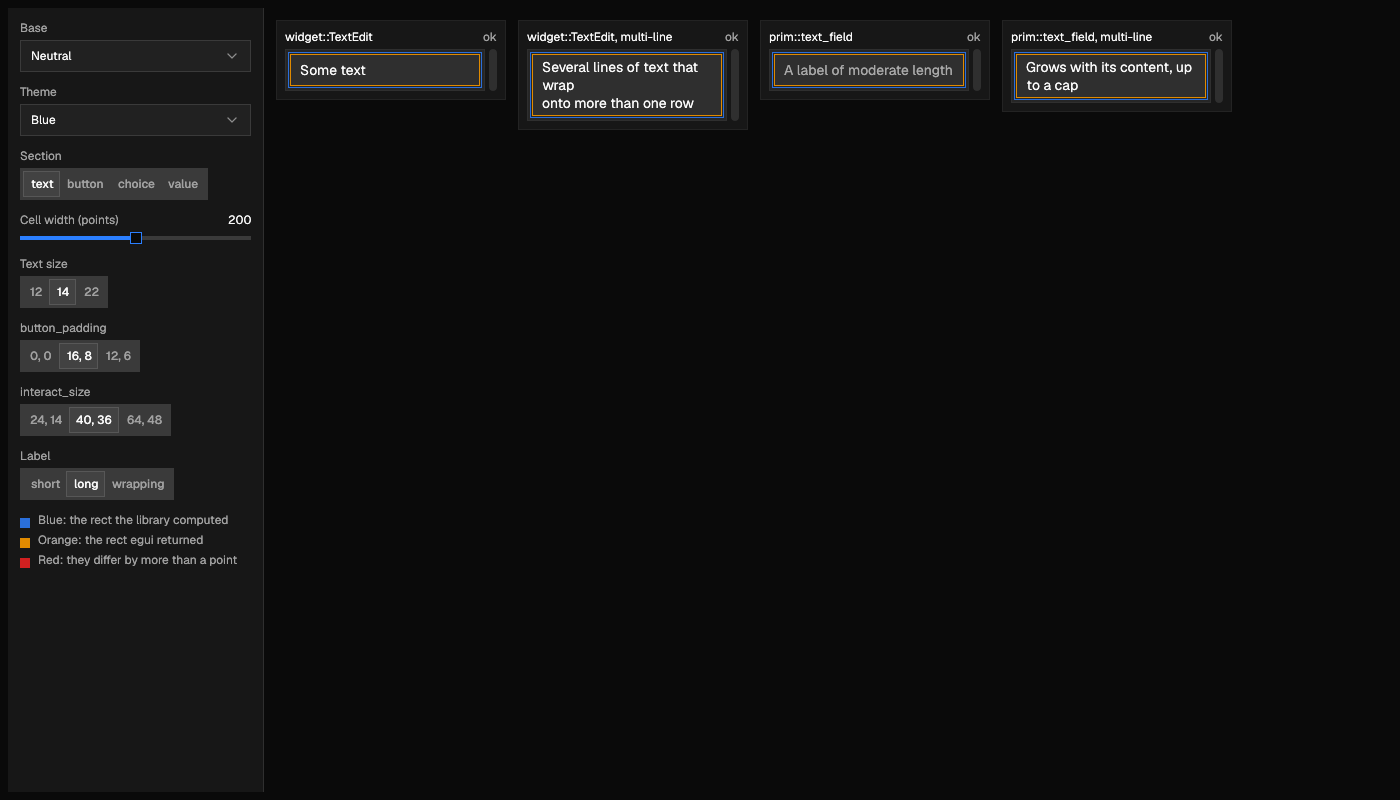 Base
Neutral
Theme
Blue
Section
text button choice value
Cell width (points) 200
Text size
12 14 22
button_padding
0, 0 16, 8 12, 6
interact_size
24, 14 40, 36 64, 48
Label
short long wrapping
Blue: the rect the library computed
Orange: the rect egui returned
Red: they differ by more than a point
widget::TextEdit ok
Some text
widget::TextEdit, multi-line ok
Several lines of text that
wrap
onto more than one row
prim::text_field ok
A label of moderate length
prim::text_field, multi-line ok
Grows with its content, up
to a cap